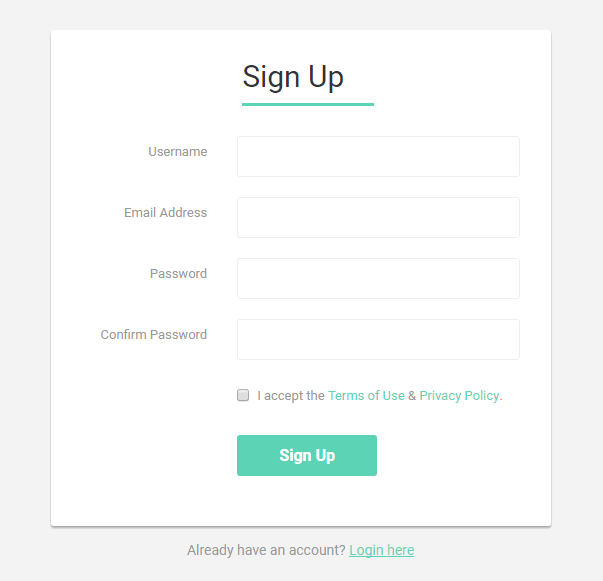 Sign Up
Username
Email Address
Password
Confirm Password
I accept the Terms of Use & Privacy Policy.
Sign Up
Already have an account? Login here